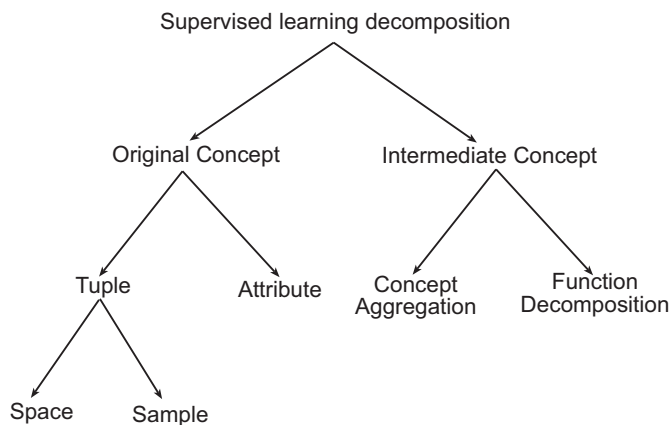 Supervised learning decomposition
Original Concept
Intermediate Concept
Tuple
Attribute
Concept
Aggregation
Function
Decomposition
Space
Sample